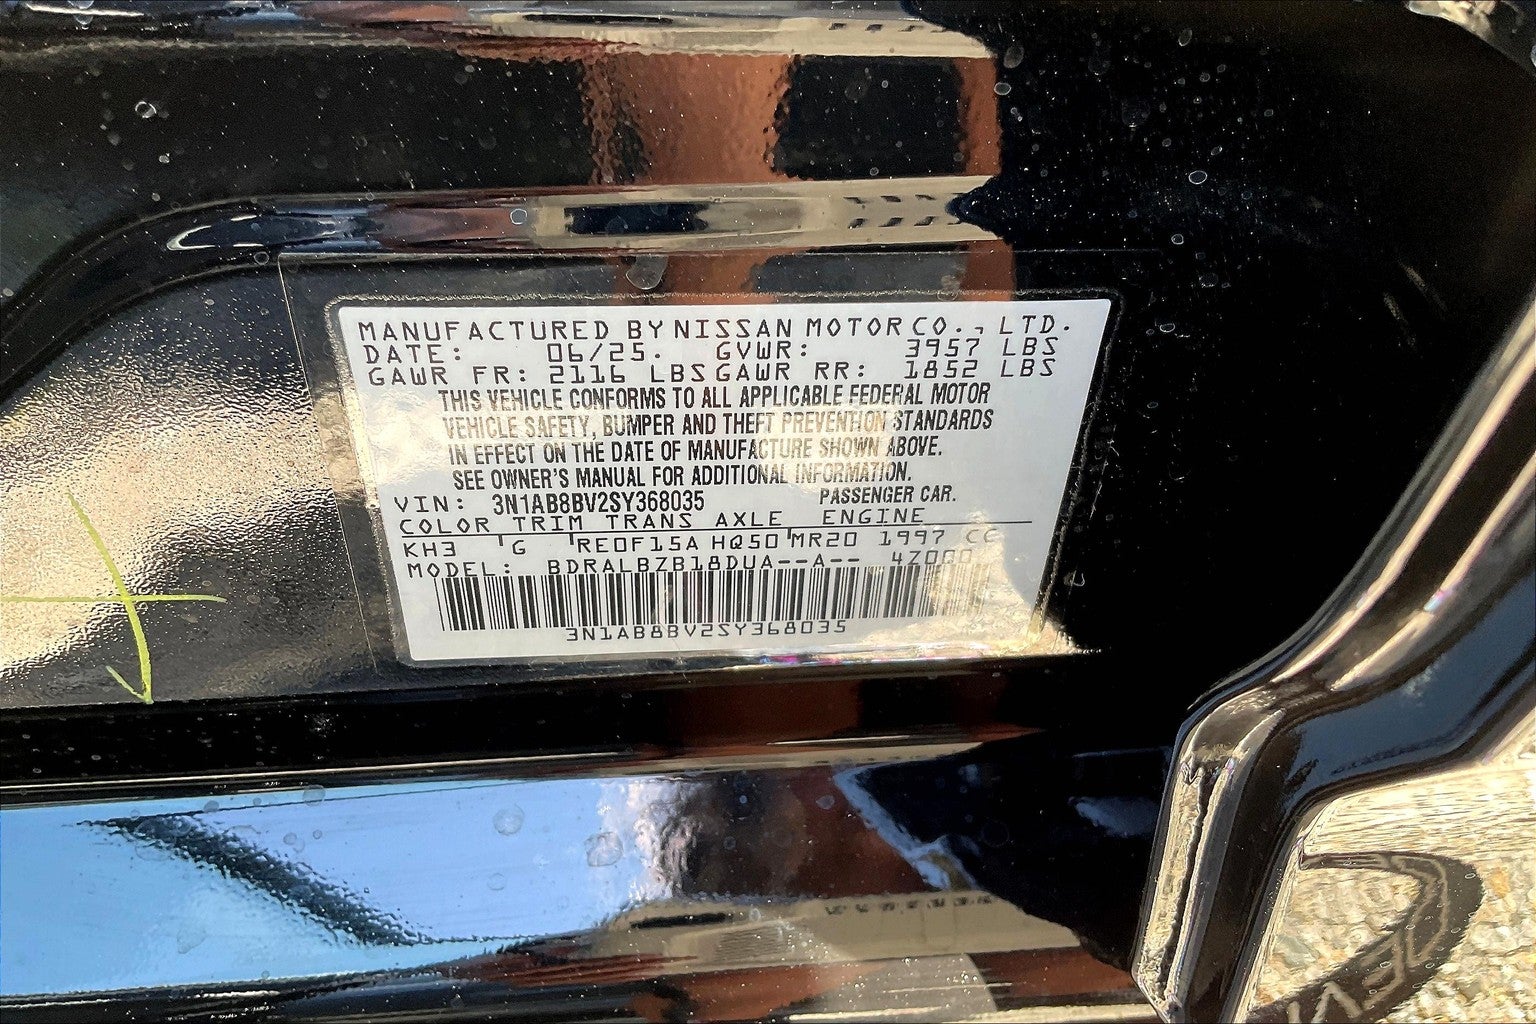 MANUFACTURED BY NISSAN MOTOR CO., LTD.
DATE: 06/25. GVWR: 3957 LBS
GAWR FR: 2116 LBS GAWR RR: 1852 LBS
THIS VEHICLE CONFORMS TO ALL APPLICABLE FEDERAL MOTOR
VEHICLE SAFETY, BUMPER AND THEFT PREVENTION STANDARDS
IN EFFECT ON THE DATE OF MANUFACTURE SHOWN ABOVE.
SEE OWNER'S MANUAL FOR ADDITIONAL INFORMATION.
VIN: 3N1AB8BV2SY368035 PASSENGER CAR.
COLOR TRIM TRANS AXLE ENGINE
KH3 G RE0F15A HQ50 MR20 1997 CC
MODEL: BDRALBZB18DUA--A-- 47000
3N1AB8BV2SY368035